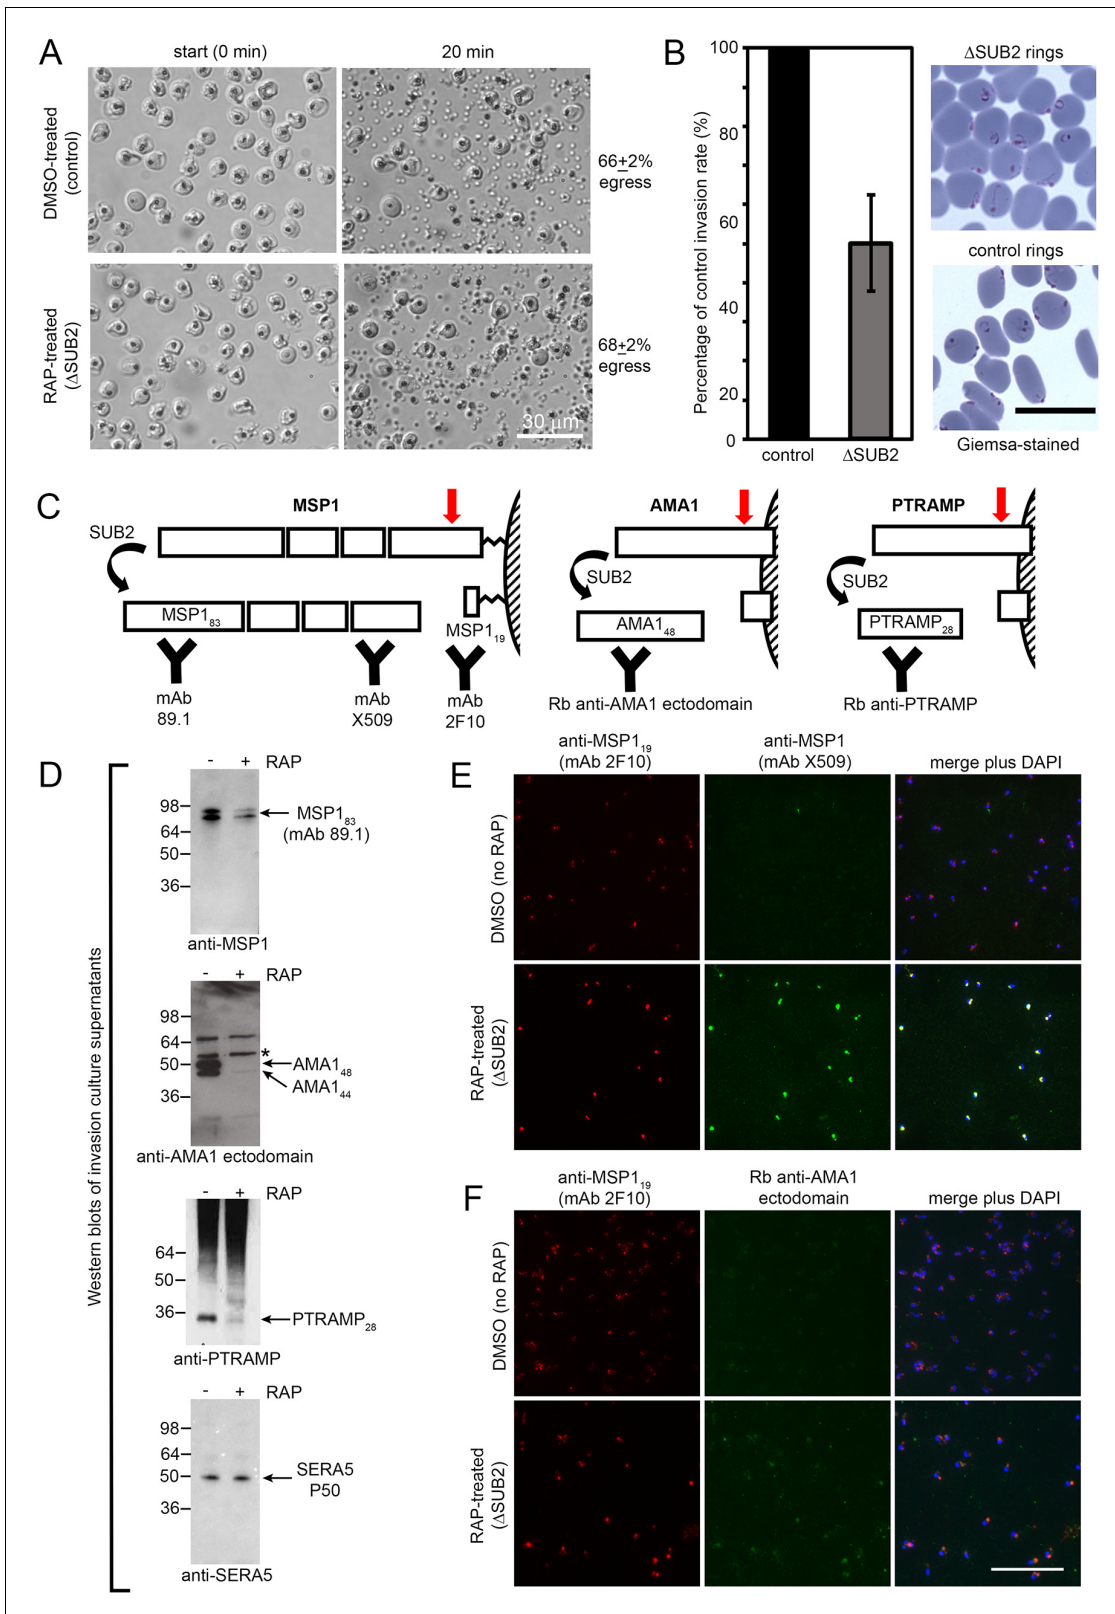 A
start (0 min)
20 min
DMSO-treated
(control)
66±2%
egress
RAP-treated
(ΔSUB2)
68±2%
egress
30 μm
B
Percentage of control invasion rate (%)
100
80
60
40
20
0
control
ΔSUB2
ΔSUB2 rings
control rings
Giemsa-stained
C
MSP1
AMA1
PTRAMP
SUB2
SUB2
SUB2
MSP1₈₃
MSP1₁₉
AMA1₄₈
PTRAMP₂₈
mAb
89.1
mAb
X509
mAb
2F10
Rb anti-AMA1 ectodomain
Rb anti-PTRAMP
D
Western blots of invasion culture supernatants
- + RAP
98
64
50
36
MSP1₈₃
(mAb 89.1)
anti-MSP1
- + RAP
98
64
50
36
*
AMA1₄₈
AMA1₄₄
anti-AMA1 ectodomain
- + RAP
64
50
36
PTRAMP₂₈
anti-PTRAMP
- + RAP
98
64
50
36
SERA5
P50
anti-SERA5
E
anti-MSP1₁₉
(mAb 2F10)
anti-MSP1
(mAb X509)
merge plus DAPI
DMSO (no RAP)
RAP-treated
(ΔSUB2)
F
anti-MSP1₁₉
(mAb 2F10)
Rb anti-AMA1
ectodomain
merge plus DAPI
DMSO (no RAP)
RAP-treated
(ΔSUB2)